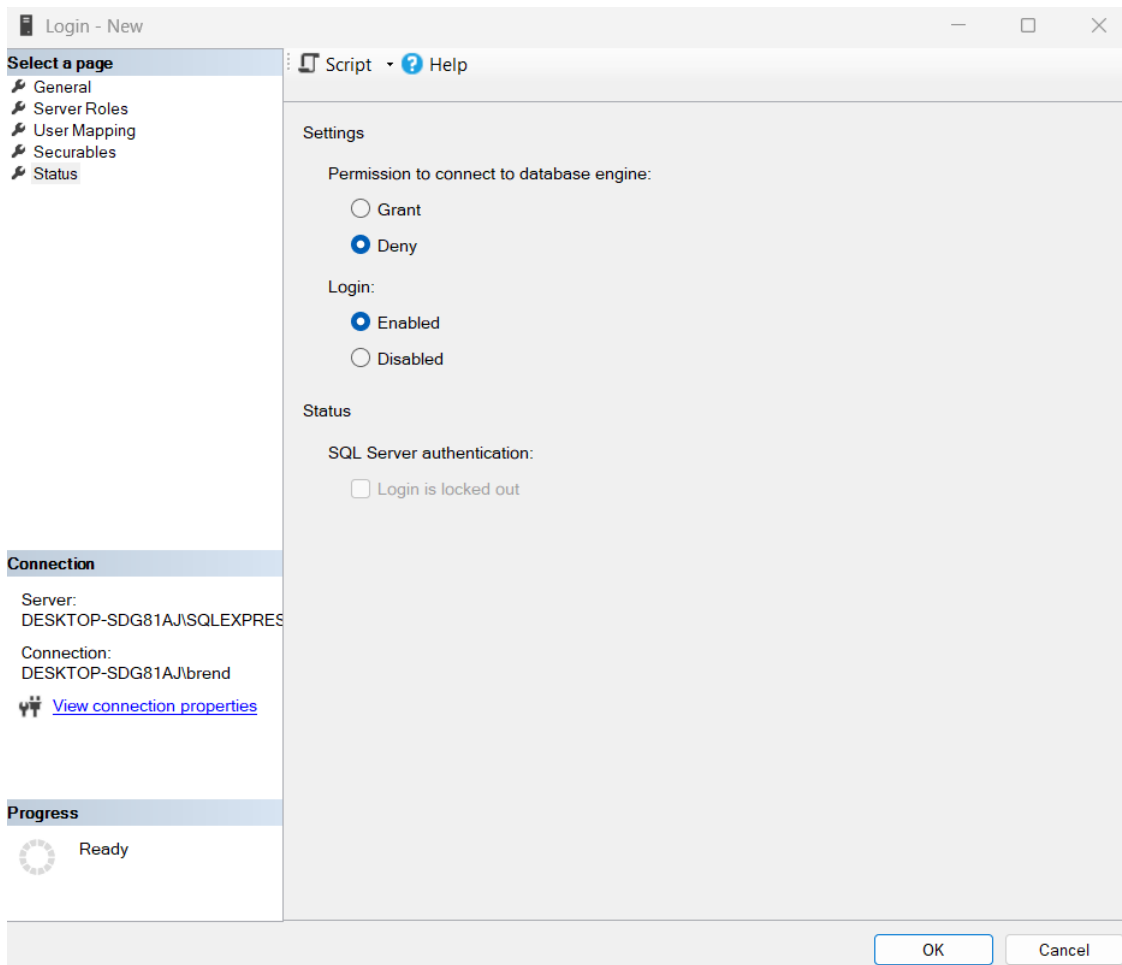 Login - New
Select a page
General
Server Roles
User Mapping
Securables
Status
Script
Help
Settings
Permission to connect to database engine:
Grant
Deny
Login:
Enabled
Disabled
Status
SQL Server authentication:
Login is locked out
Connection
Server:
DESKTOP-SDG81AJ\SQLEXPRES
Connection:
DESKTOP-SDG81AJ\brend
View connection properties
Progress
Ready
OK
Cancel